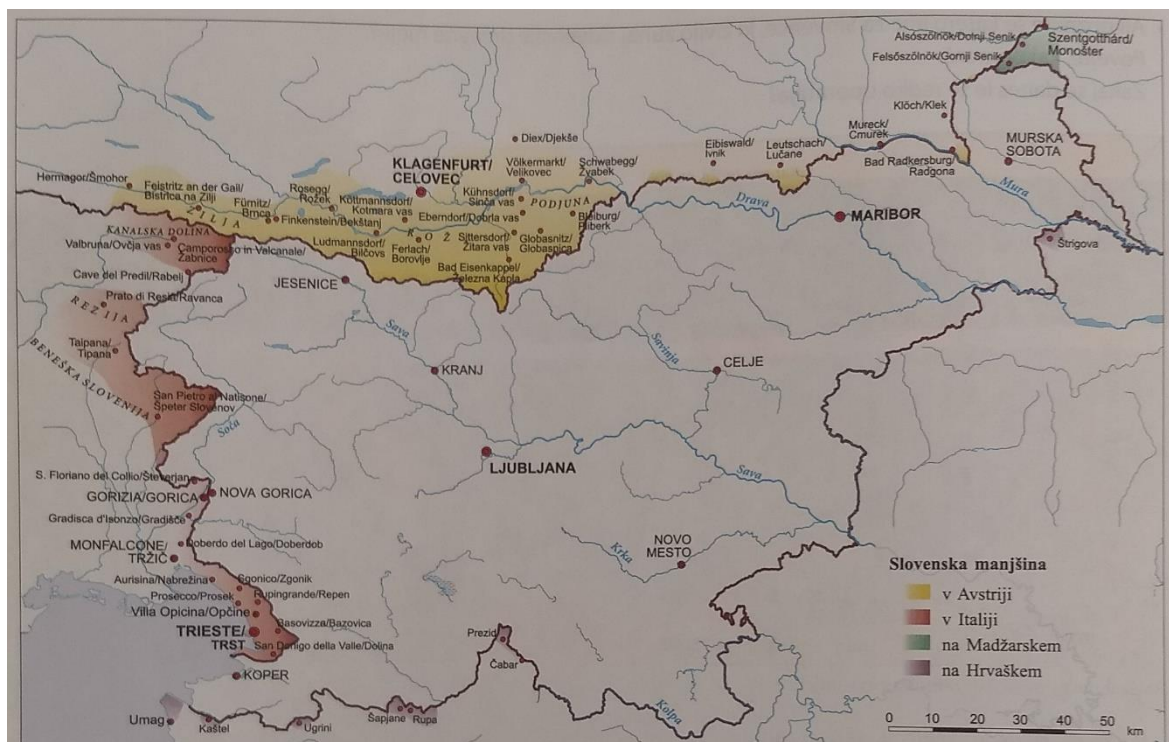 Alsószölnök/Dolnji Senik
Szentgotthárd/
Monošter
Felsőszölnök/Gornji Senik
Klöch/Klek
Mureck/
Cmurek
MURSKA
SOBOTA
Bad Radkersburg/
Radgona
Mura
Diex/Djekše
Eibiswald/
Ivnik
Leutschach/
Lučane
KLAGENFURT/
CELOVEC
Völkermarkt/
Velikovec
Schwabegg/
Žvabek
Hermagor/Šmohor
Feistritz an der Gail/
Bistrica na Zilji
Rosegg/
Rožek
Köttmannsdorf/
Kotmara vas
Kühnsdorf/
Sinča vas
PODJUNA
Drava
MARIBOR
Štrigova
Fürnitz/
Brnca
Finkenstein/Bekštanj
Eberndorf/Dobrla vas
Bleiburg/
Pliberk
ZILJA
ROŽ
KANALSKA DOLINA
Valbruna/Ovčja vas
Camporosso in Valcanale/
Žabnice
Ludmannsdorf/
Bilčovs
Ferlach/
Borovlje
Sittersdorf/
Žitara vas
Globasnitz/
Globasnica
Bad Eisenkappel/
Železna Kapla
Cave del Predil/Rabelj
JESENICE
Prato di Resia/Ravanca
REZIJA
Sava
Savinja
Taipana/
Tipana
BENEŠKA SLOVENIJA
KRANJ
CELJE
San Pietro al Natisone/
Špeter Slovenov
Soča
LJUBLJANA
Sava
S. Floriano del Collio/Števerjan
GORIZIA/GORICA
NOVA GORICA
Gradisca d'Isonzo/Gradišče
MONFALCONE/
TRŽIČ
Doberdo del Lago/Doberdob
Krka
NOVO
MESTO
Aurisina/Nabrežina
Sgonico/Zgonik
Prosecco/Prosek
Rupingrande/Repen
Villa Opicina/Opčine
Basovizza/Bazovica
TRIESTE/
TRST
San Dorligo della Valle/Dolina
KOPER
Prezid
Čabar
Umag
Kaštel
Ugrini
Šapjane
Rupa
Kolpa
Slovenska manjšina
v Avstriji
v Italiji
na Madžarskem
na Hrvaškem
0 10 20 30 40 50
km